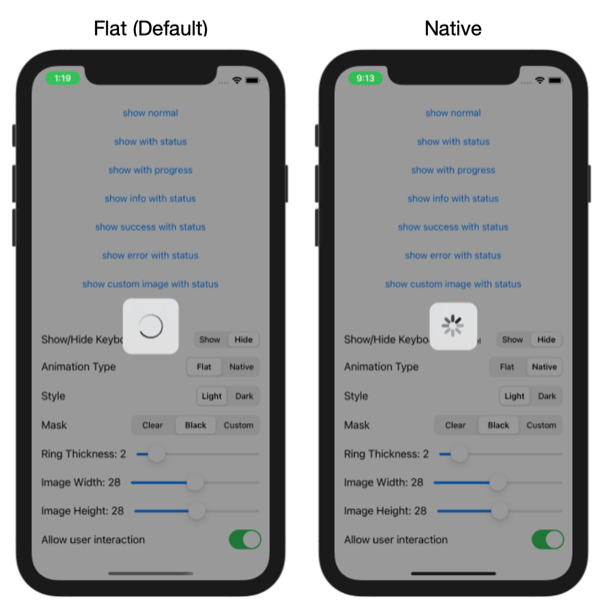 Flat (Default)
Native
1:19
show normal
show with status
show with progress
show info with status
show success with status
show error with status
show custom image with status
Show/Hide Keybo
Show Hide
Animation Type Flat Native
Style Light Dark
Mask Clear Black Custom
Ring Thickness: 2
Image Width: 28
Image Height: 28
Allow user interaction
9:13
show normal
show with status
show with progress
show info with status
show success with status
show error with status
show custom image with status
Show/Hide Keybo
Show Hide
Animation Type Flat Native
Style Light Dark
Mask Clear Black Custom
Ring Thickness: 2
Image Width: 28
Image Height: 28
Allow user interaction